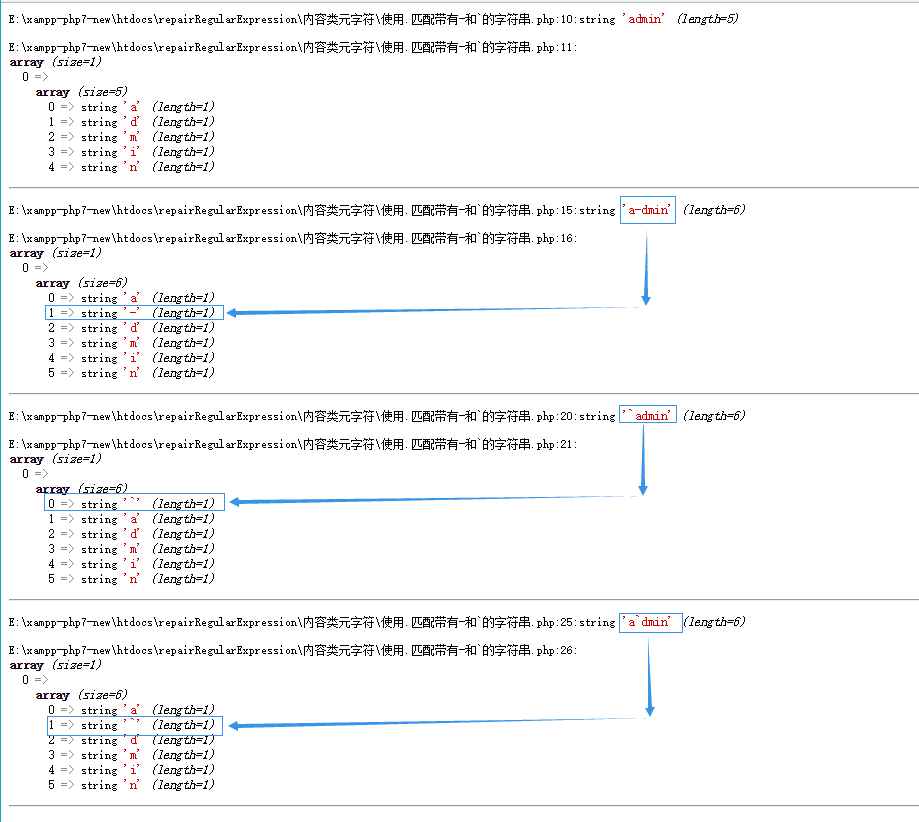 E:\xampp-php7-new\htdocs\repairRegularExpression\内容类元字符\使用.匹配带有-和`的字符串.php:10:string 'admin' (length=5)
E:\xampp-php7-new\htdocs\repairRegularExpression\内容类元字符\使用.匹配带有-和`的字符串.php:11:
array (size=1)
0 =>
array (size=5)
0 => string 'a' (length=1)
1 => string 'd' (length=1)
2 => string 'm' (length=1)
3 => string 'i' (length=1)
4 => string 'n' (length=1)
E:\xampp-php7-new\htdocs\repairRegularExpression\内容类元字符\使用.匹配带有-和`的字符串.php:15:string 'a-dmin' (length=6)
E:\xampp-php7-new\htdocs\repairRegularExpression\内容类元字符\使用.匹配带有-和`的字符串.php:16:
array (size=1)
0 =>
array (size=6)
0 => string 'a' (length=1)
1 => string '-' (length=1)
2 => string 'd' (length=1)
3 => string 'm' (length=1)
4 => string 'i' (length=1)
5 => string 'n' (length=1)
E:\xampp-php7-new\htdocs\repairRegularExpression\内容类元字符\使用.匹配带有-和`的字符串.php:20:string '`admin' (length=6)
E:\xampp-php7-new\htdocs\repairRegularExpression\内容类元字符\使用.匹配带有-和`的字符串.php:21:
array (size=1)
0 =>
array (size=6)
0 => string '`' (length=1)
1 => string 'a' (length=1)
2 => string 'd' (length=1)
3 => string 'm' (length=1)
4 => string 'i' (length=1)
5 => string 'n' (length=1)
E:\xampp-php7-new\htdocs\repairRegularExpression\内容类元字符\使用.匹配带有-和`的字符串.php:25:string 'a`dmin' (length=6)
E:\xampp-php7-new\htdocs\repairRegularExpression\内容类元字符\使用.匹配带有-和`的字符串.php:26:
array (size=1)
0 =>
array (size=6)
0 => string 'a' (length=1)
1 => string '`' (length=1)
2 => string 'd' (length=1)
3 => string 'm' (length=1)
4 => string 'i' (length=1)
5 => string 'n' (length=1)